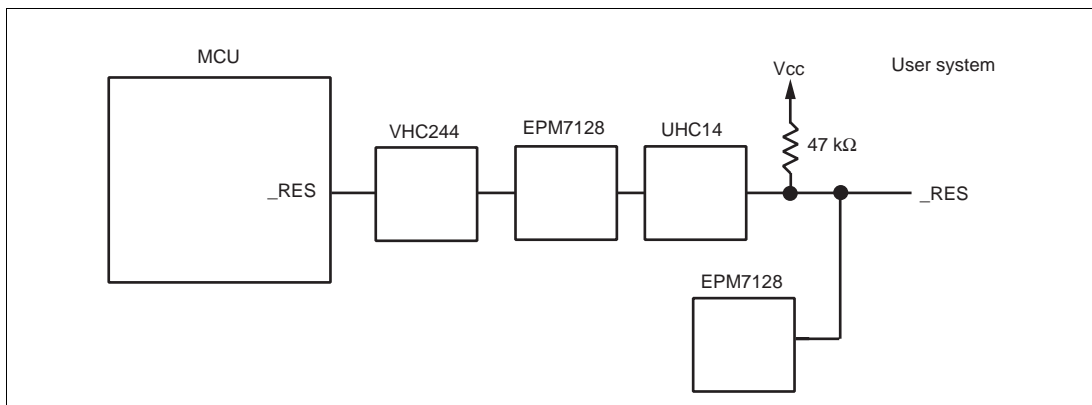 MCU
Vcc
User system
VHC244
EPM7128
UHC14
47 kΩ
_RES
_RES
EPM7128